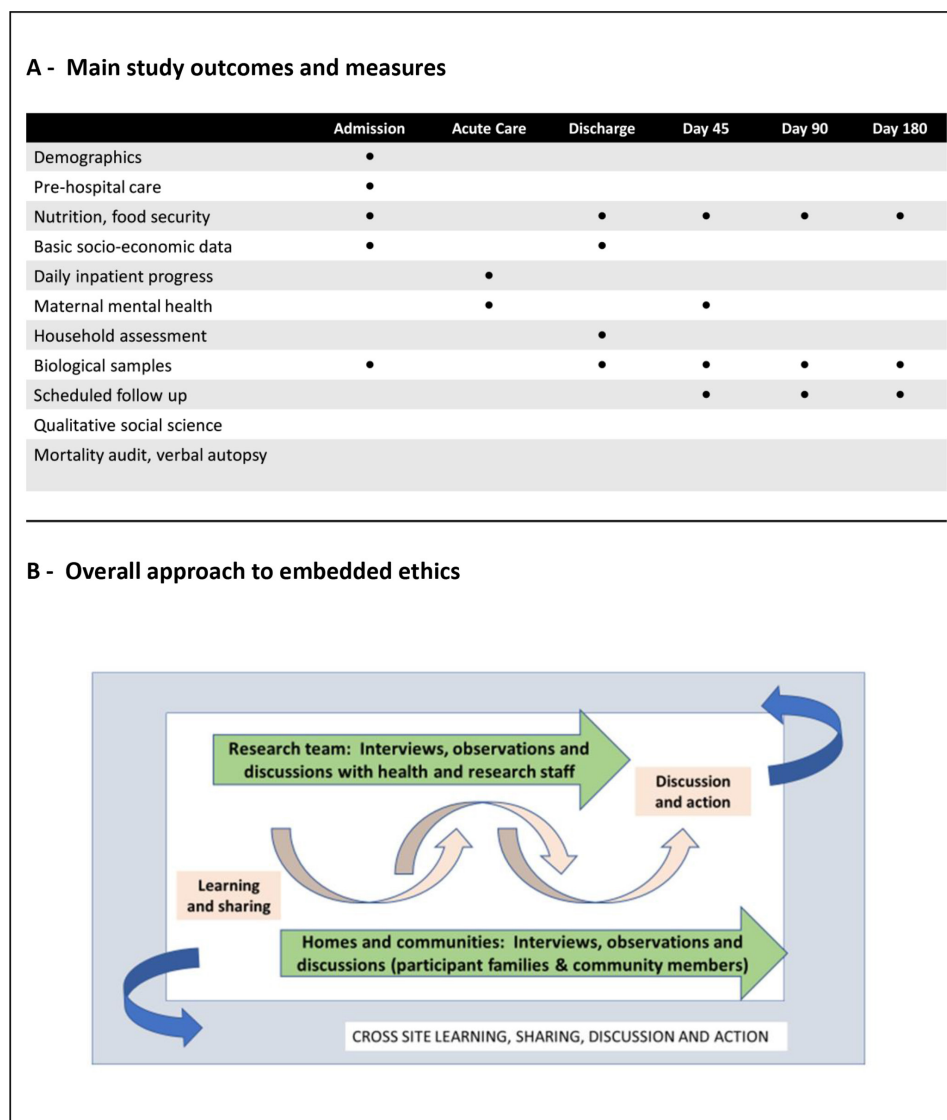 A - Main study outcomes and measures
Admission Acute Care Discharge Day 45 Day 90 Day 180
Demographics •
Pre-hospital care •
Nutrition, food security • • • • •
Basic socio-economic data • •
Daily inpatient progress •
Maternal mental health • •
Household assessment •
Biological samples • • • • •
Scheduled follow up • • •
Qualitative social science
Mortality audit, verbal autopsy
B - Overall approach to embedded ethics
Research team: Interviews, observations and
discussions with health and research staff
Discussion
and action
Learning
and sharing
Homes and communities: Interviews, observations and
discussions (participant families & community members)
CROSS SITE LEARNING, SHARING, DISCUSSION AND ACTION